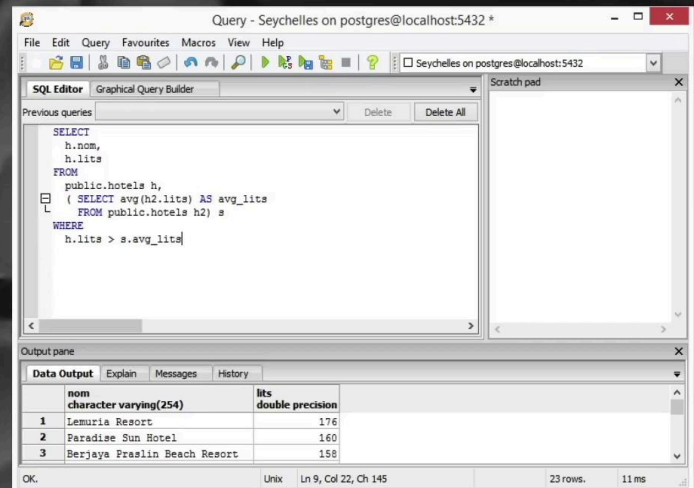 Query - Seychelles on postgres@localhost:5432 *
File Edit Query Favourites Macros View Help
Seychelles on postgres@localhost:5432
SQL Editor Graphical Query Builder
Scratch pad
Previous queries Delete Delete All
SELECT
h.nom,
h.lits
FROM
public.hotels h,
( SELECT avg(h2.lits) AS avg_lits
FROM public.hotels h2) s
WHERE
h.lits > s.avg_lits
Output pane
Data Output Explain Messages History
nom lits
character varying(254) double precision
1 Lemuria Resort 176
2 Paradise Sun Hotel 160
3 Berjaya Praslin Beach Resort 158
OK. Unix Ln 9, Col 22, Ch 145 23 rows. 11 ms